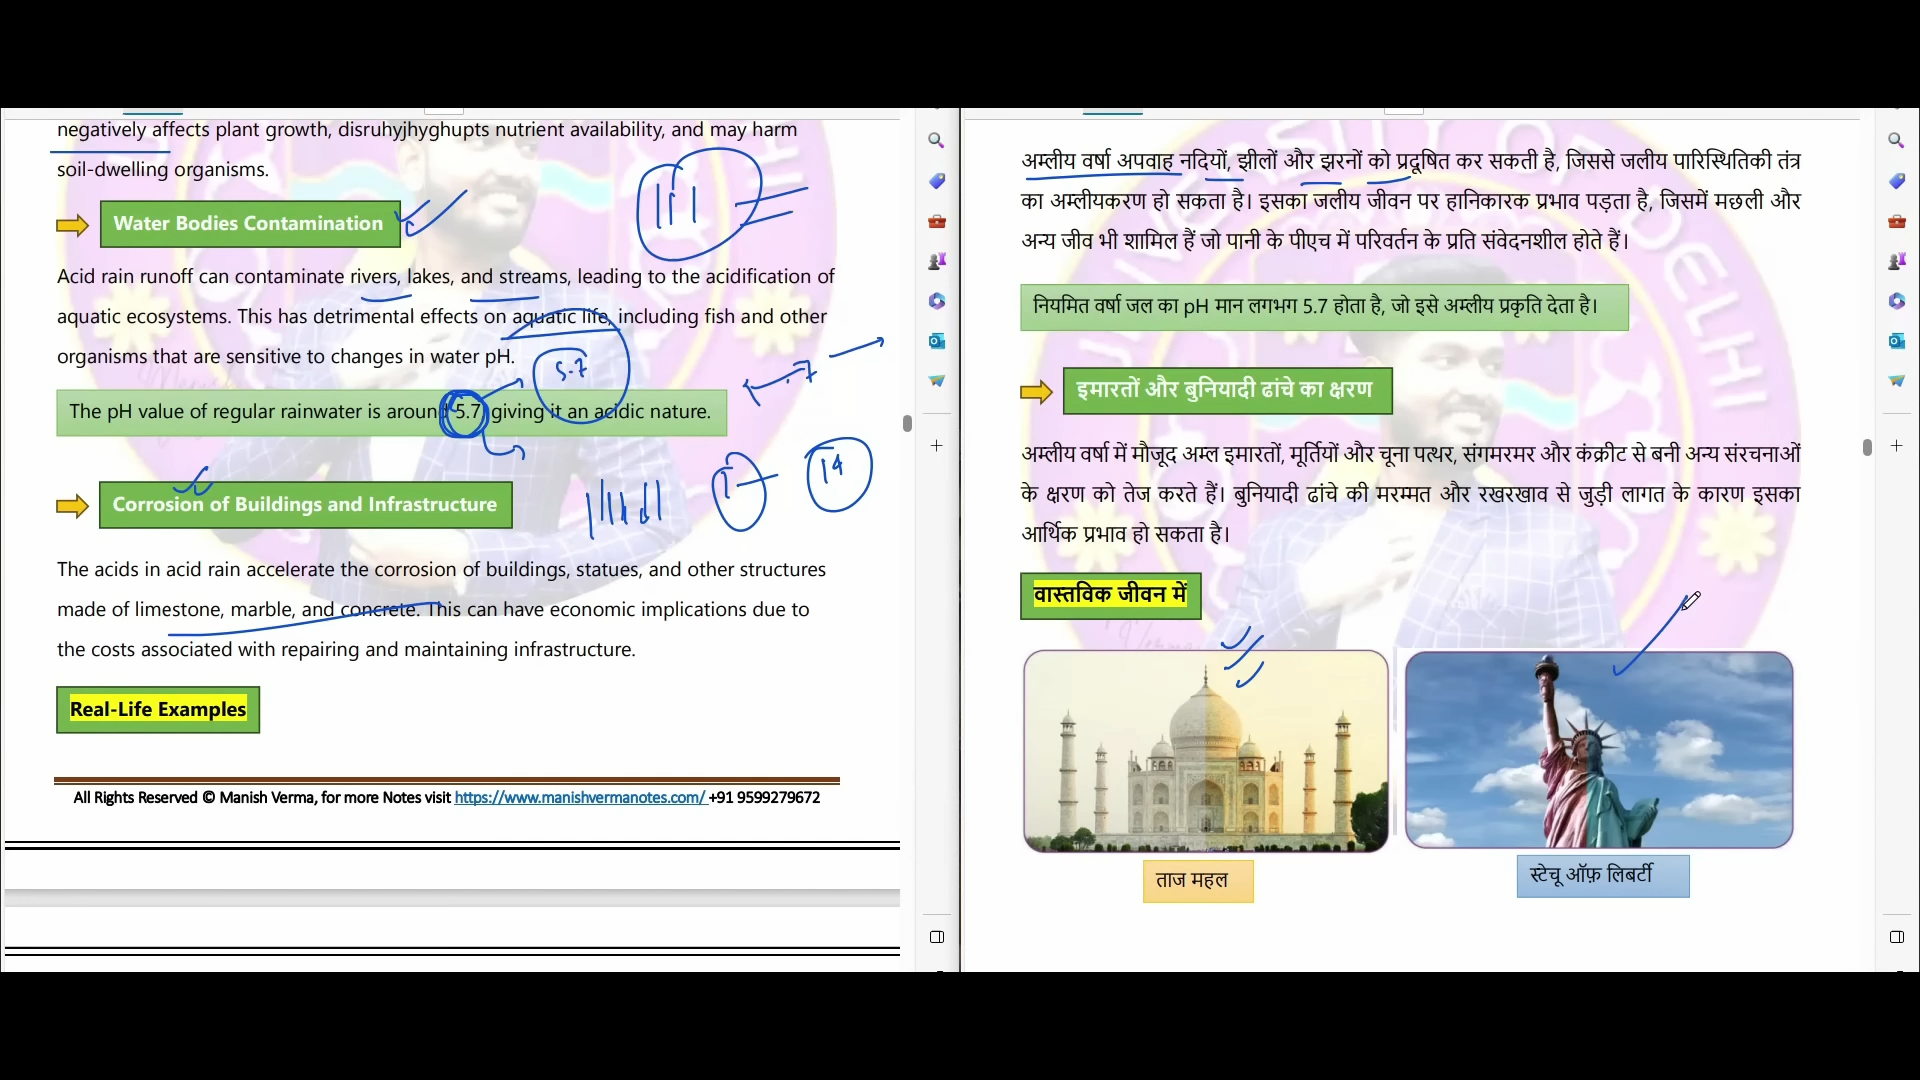 negatively affects plant growth, disruhyjhyghupts nutrient availability, and may harm
soil-dwelling organisms.
Water Bodies Contamination
Acid rain runoff can contaminate rivers, lakes, and streams, leading to the acidification of
aquatic ecosystems. This has detrimental effects on aquatic life, including fish and other
organisms that are sensitive to changes in water pH.
5.7
7
The pH value of regular rainwater is around 5.7, giving it an acidic nature.
14
Corrosion of Buildings and Infrastructure
The acids in acid rain accelerate the corrosion of buildings, statues, and other structures
made of limestone, marble, and concrete. This can have economic implications due to
the costs associated with repairing and maintaining infrastructure.
Real-Life Examples
All Rights Reserved © Manish Verma, for more Notes visit https://www.manishvermanotes.com/ +91 9599279672
UNIVERSITY OF DELHI
अम्लीय वर्षा अपवाह नदियों, झीलों और झरनों को प्रदूषित कर सकती है, जिससे जलीय पारिस्थितिकी तंत्र
का अम्लीयकरण हो सकता है। इसका जलीय जीवन पर हानिकारक प्रभाव पड़ता है, जिसमें मछली और
अन्य जीव भी शामिल हैं जो पानी के पीएच में परिवर्तन के प्रति संवेदनशील होते हैं।
नियमित वर्षा जल का pH मान लगभग 5.7 होता है, जो इसे अम्लीय प्रकृति देता है।
इमारतों और बुनियादी ढांचे का क्षरण
अम्लीय वर्षा में मौजूद अम्ल इमारतों, मूर्तियों और चूना पत्थर, संगमरमर और कंक्रीट से बनी अन्य संरचनाओं
के क्षरण को तेज करते हैं। बुनियादी ढांचे की मरम्मत और रखरखाव से जुड़ी लागत के कारण इसका
आर्थिक प्रभाव हो सकता है।
वास्तविक जीवन में
ताज महल
स्टेचू ऑफ़ लिबर्टी